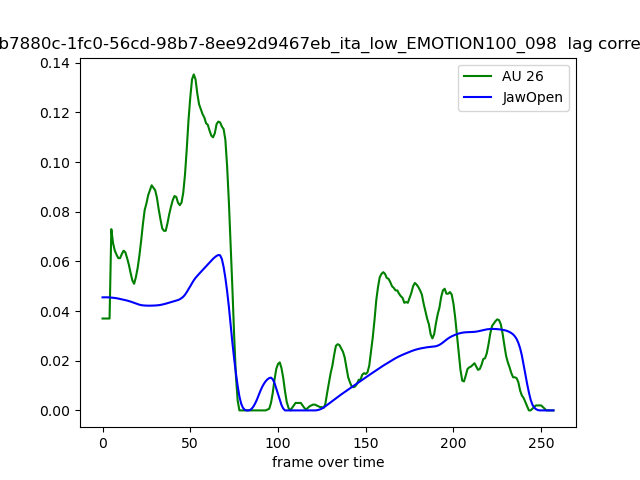 b7880c-1fc0-56cd-98b7-8ee92d9467eb_ita_low_EMOTION100_098  lag corre
AU 26
JawOpen
0.14
0.12
0.10
0.08
0.06
0.04
0.02
0.00
0 50 100 150 200 250
frame over time